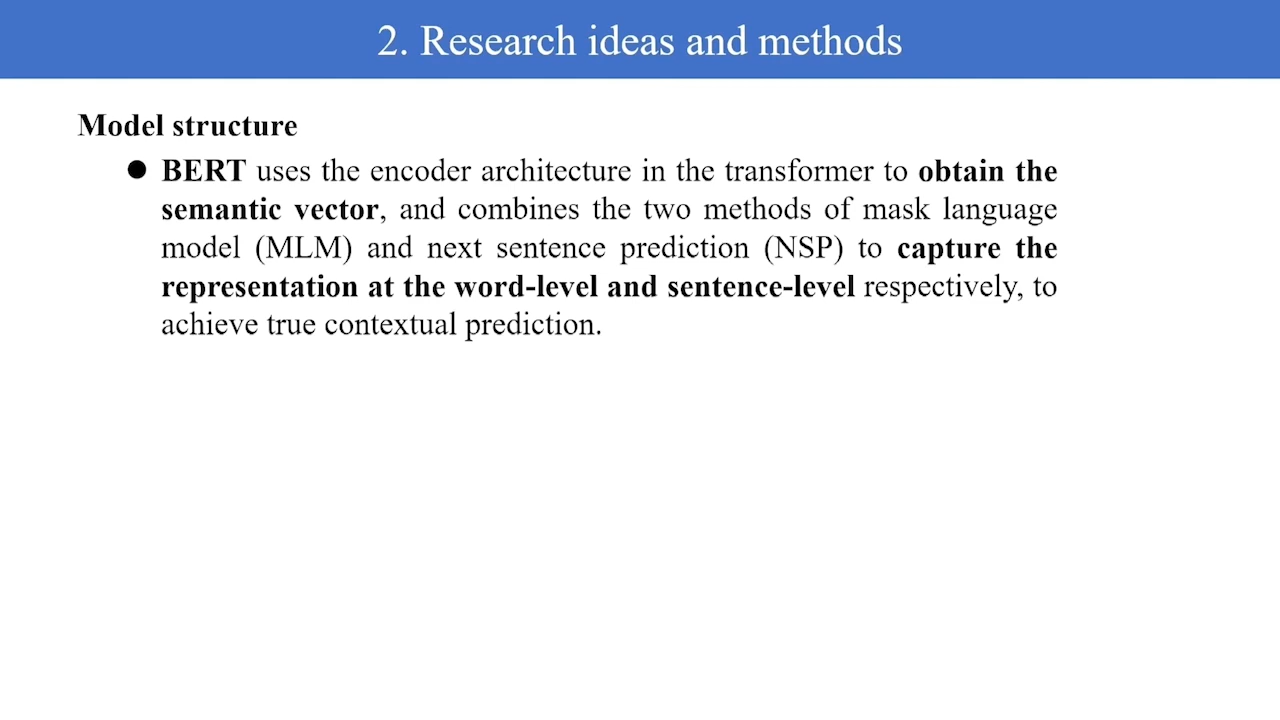 2. Research ideas and methods
Model structure
● BERT uses the encoder architecture in the transformer to obtain the
semantic vector, and combines the two methods of mask language
model (MLM) and next sentence prediction (NSP) to capture the
representation at the word-level and sentence-level respectively, to
achieve true contextual prediction.